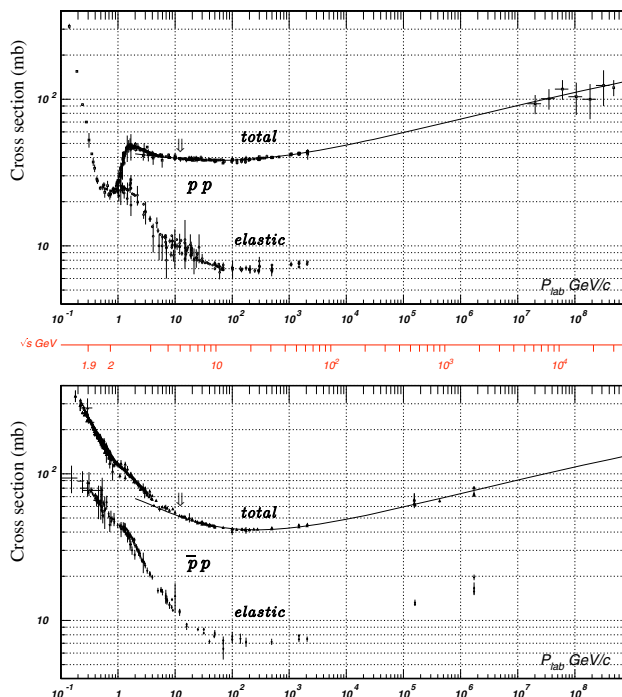 Cross section (mb)
10²
10
⇓
total
p p
elastic
P_lab GeV/c
10⁻¹ 1 10 10² 10³ 10⁴ 10⁵ 10⁶ 10⁷ 10⁸
√s GeV
1.9 2 10 10² 10³ 10⁴
Cross section (mb)
10²
10
⇓
total
p̅ p
elastic
P_lab GeV/c
10⁻¹ 1 10 10² 10³ 10⁴ 10⁵ 10⁶ 10⁷ 10⁸